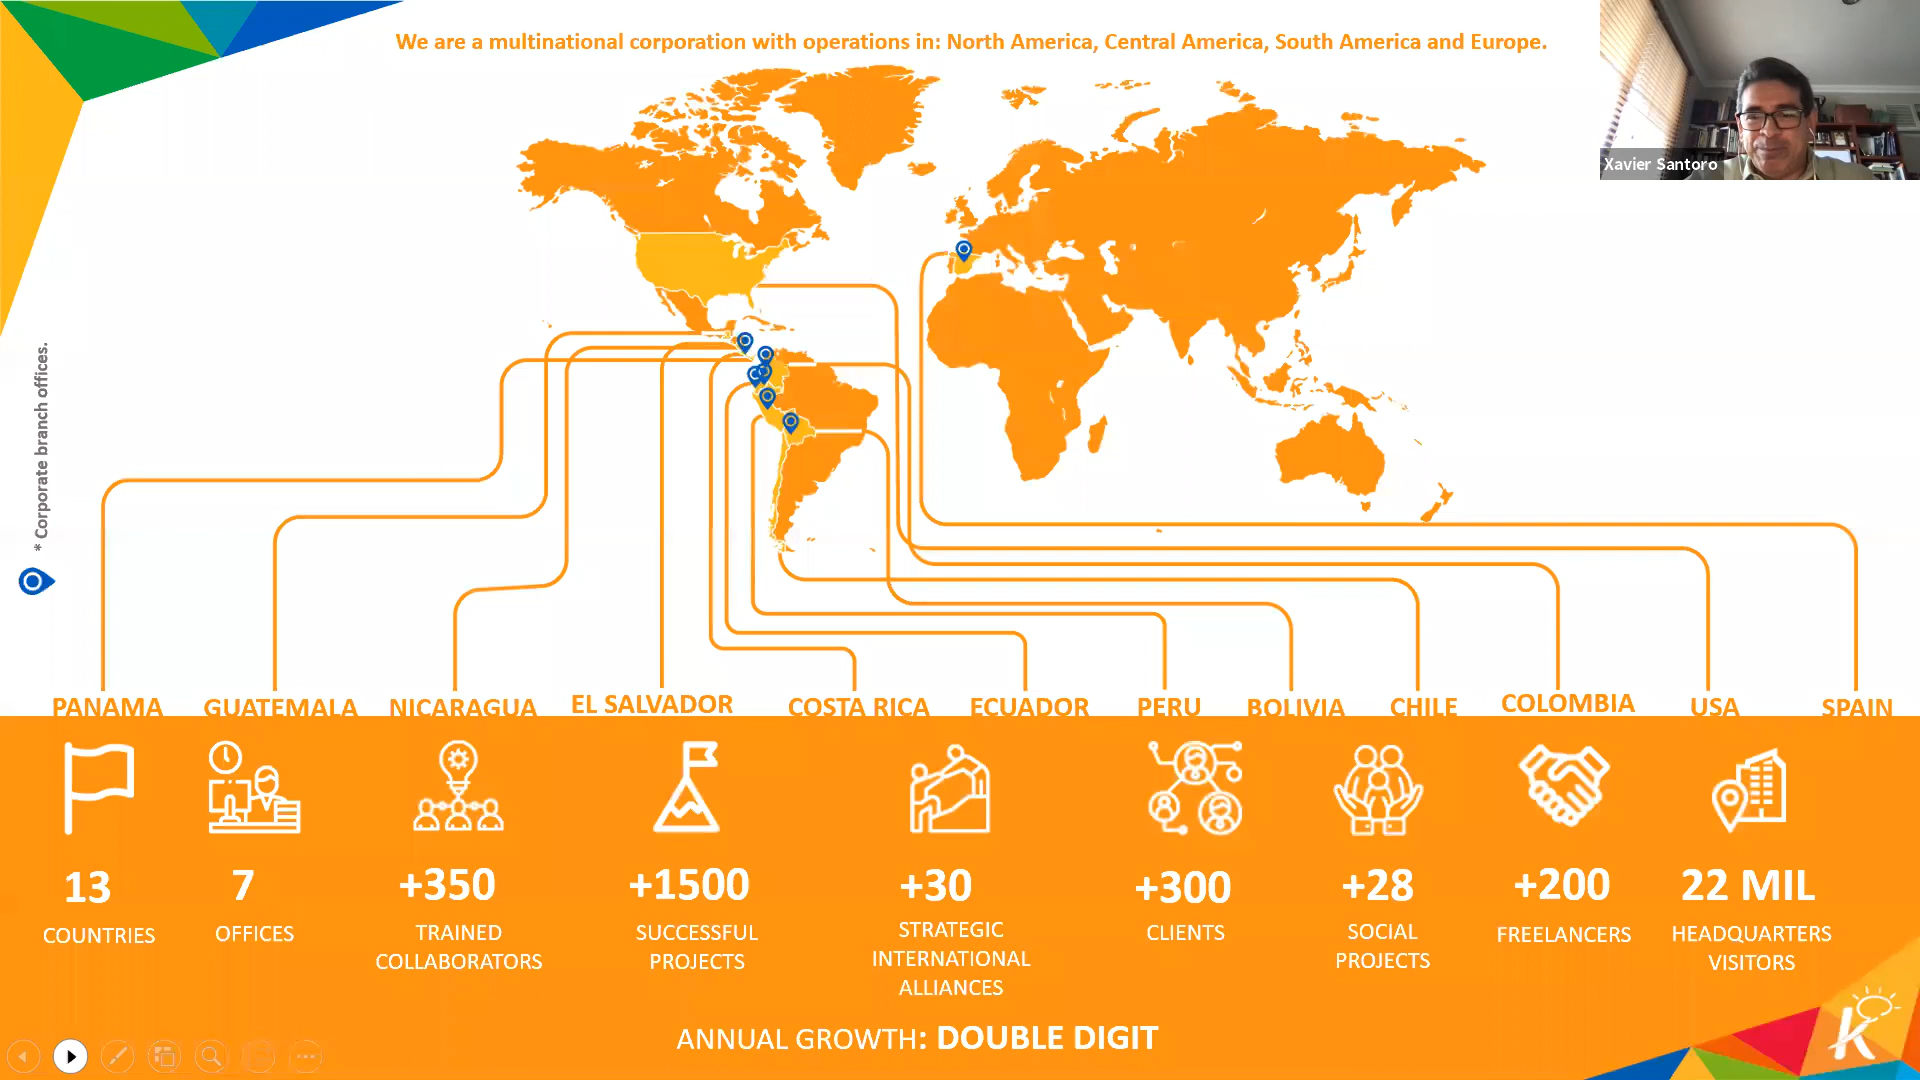 We are a multinational corporation with operations in: North America, Central America, South America and Europe.
Xavier Santoro
* Corporate branch offices.
PANAMA
GUATEMALA
NICARAGUA
EL SALVADOR
COSTA RICA
ECUADOR
PERU
BOLIVIA
CHILE
COLOMBIA
USA
SPAIN
13
COUNTRIES
7
OFFICES
+350
TRAINED
COLLABORATORS
+1500
SUCCESSFUL
PROJECTS
+30
STRATEGIC
INTERNATIONAL
ALLIANCES
+300
CLIENTS
+28
SOCIAL
PROJECTS
+200
FREELANCERS
22 MIL
HEADQUARTERS
VISITORS
ANNUAL GROWTH: DOUBLE DIGIT
K